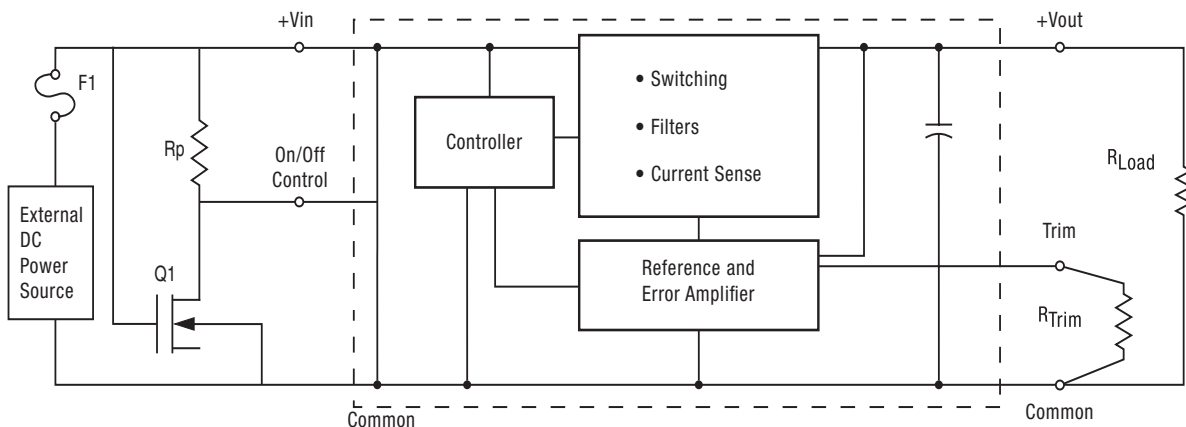 +Vin
+Vout
F1
• Switching
• Filters
• Current Sense
Controller
Rp
On/Off
Control
RLoad
External
DC
Power
Source
Q1
Reference and
Error Amplifier
Trim
RTrim
Common
Common